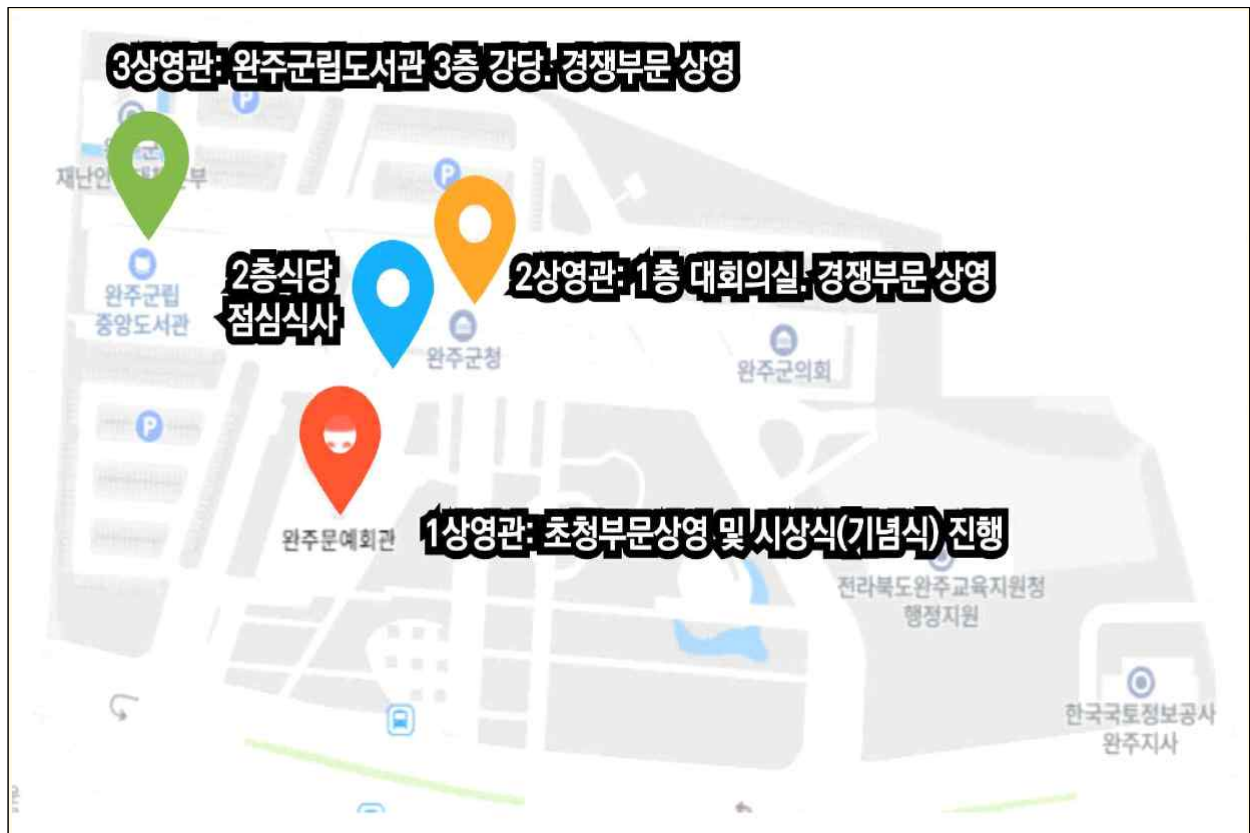 3상영관: 완주군립도서관 3층 강당. 경쟁부문 상영
P
P
2층식당
점심식사
2상영관: 1층 대회의실. 경쟁부문 상영
완주군립
중앙도서관
완주군청
완주군의회
P
완주문예회관
1상영관: 초청부문상영 및 시상식(기념식) 진행
전라북도완주교육지원청
행정지원
한국국토정보공사
완주지사